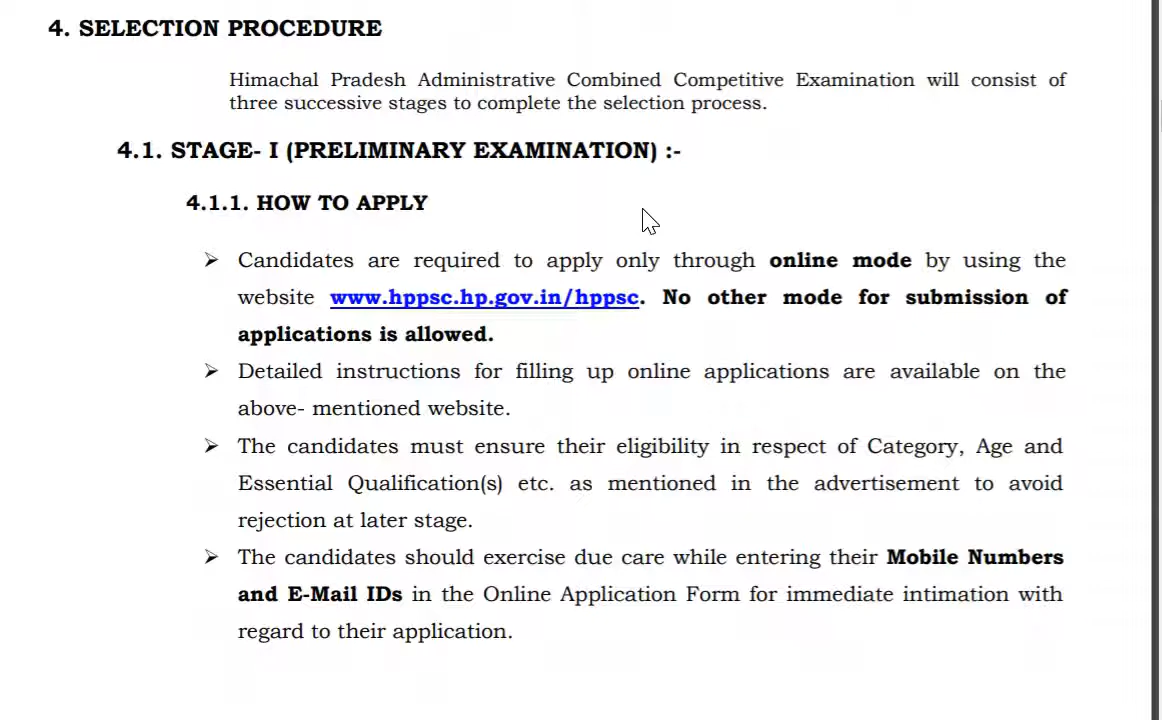 4. SELECTION PROCEDURE
Himachal Pradesh Administrative Combined Competitive Examination will consist of
three successive stages to complete the selection process.
4.1. STAGE- I (PRELIMINARY EXAMINATION) :-
4.1.1. HOW TO APPLY
➢ Candidates are required to apply only through online mode by using the
website www.hppsc.hp.gov.in/hppsc. No other mode for submission of
applications is allowed.
➢ Detailed instructions for filling up online applications are available on the
above- mentioned website.
➢ The candidates must ensure their eligibility in respect of Category, Age and
Essential Qualification(s) etc. as mentioned in the advertisement to avoid
rejection at later stage.
➢ The candidates should exercise due care while entering their Mobile Numbers
and E-Mail IDs in the Online Application Form for immediate intimation with
regard to their application.